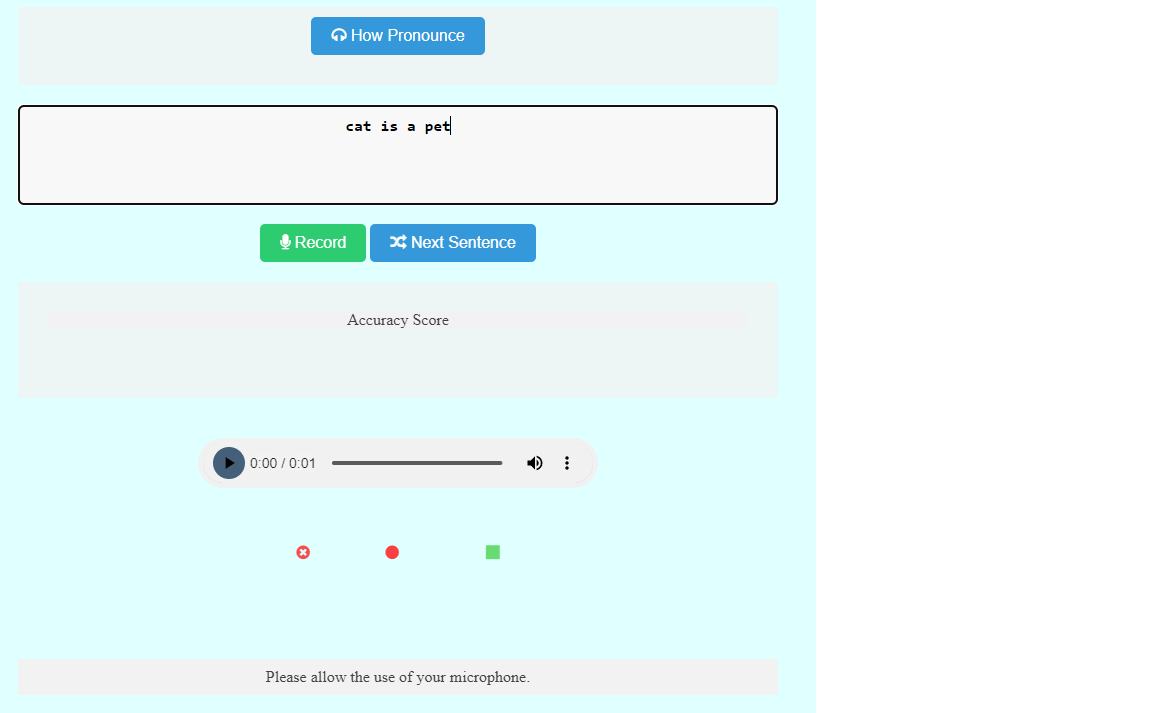 How Pronounce
cat is a pet
Record
Next Sentence
Accuracy Score
0:00 / 0:01
Please allow the use of your microphone.